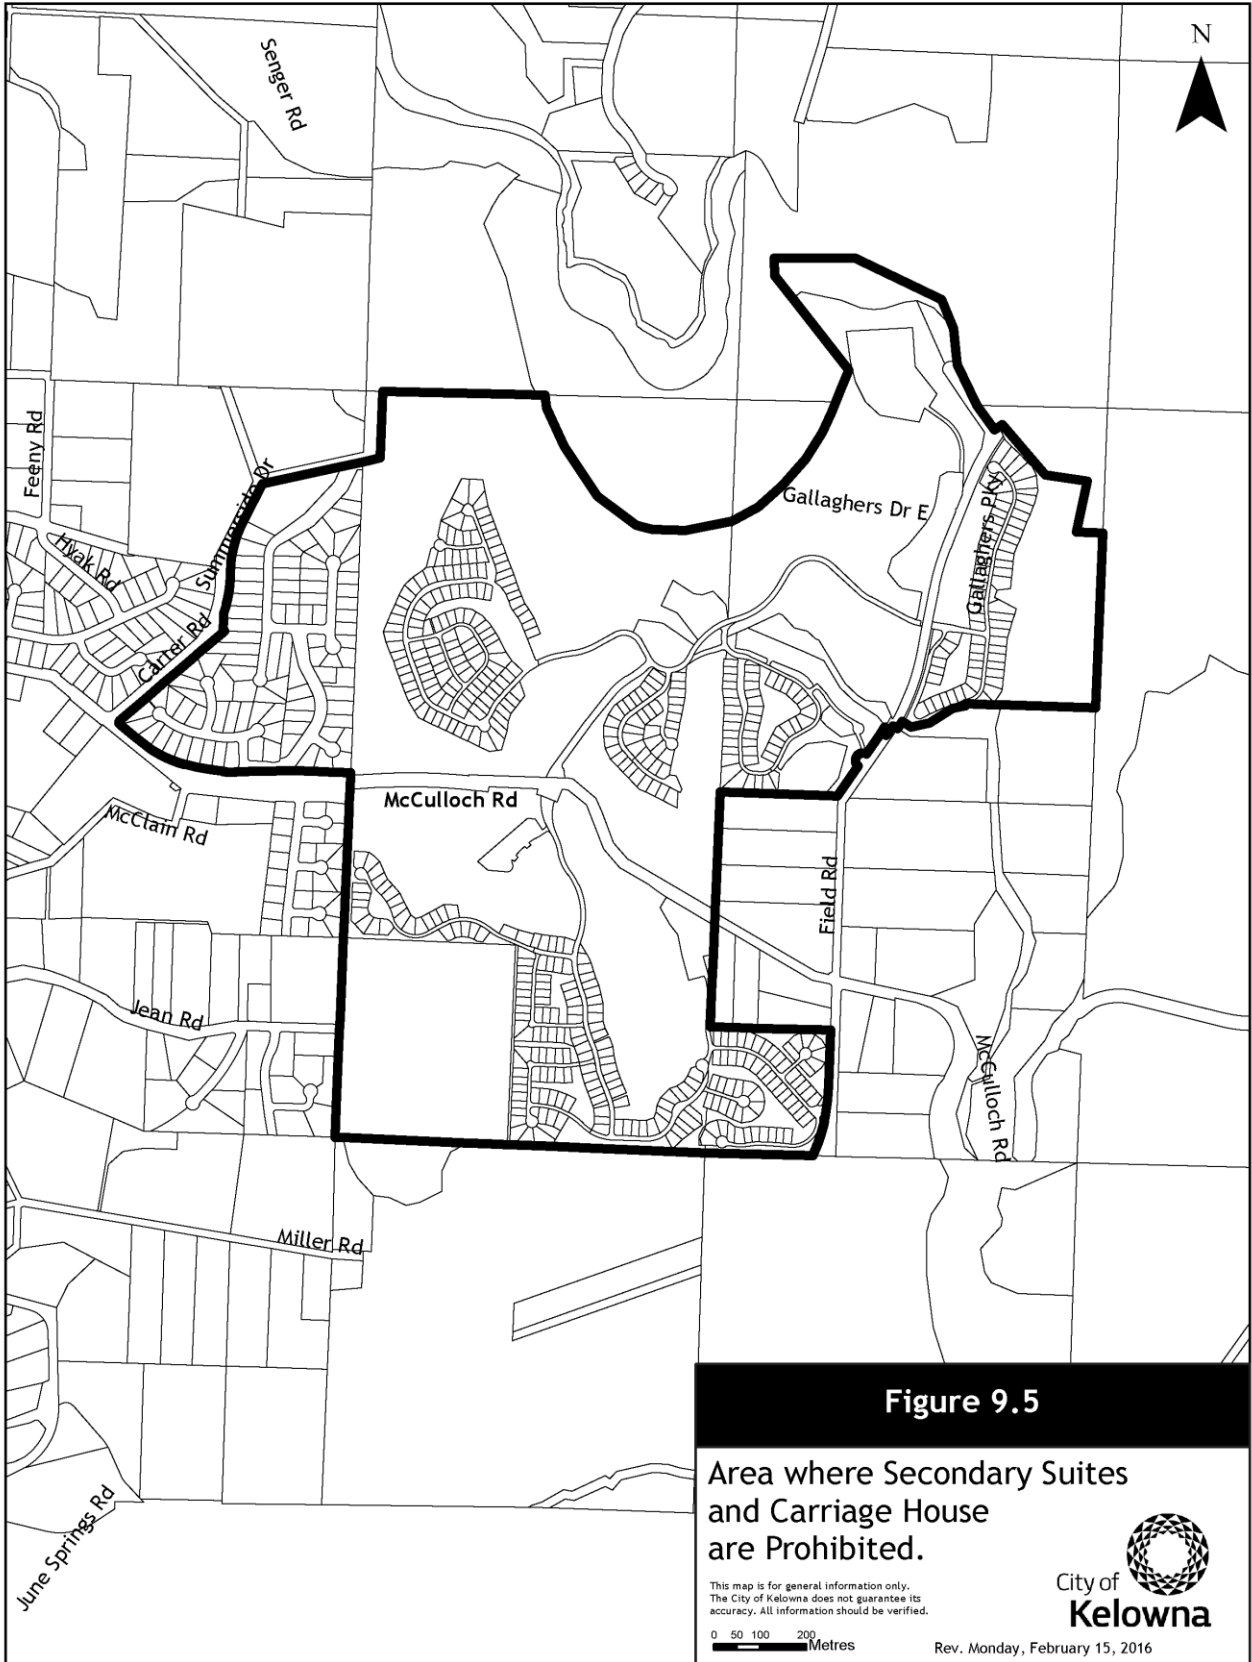 N
Senger Rd
Feeny Rd
Summerside Dr
Hyak Rd
Carter Rd
Gallaghers Dr E
Gallaghers Pky
McCulloch Rd
McClain Rd
Field Rd
Jean Rd
McCulloch Rd
Miller Rd
June Springs Rd
Figure 9.5
Area where Secondary Suites
and Carriage House
are Prohibited.
This map is for general information only.
The City of Kelowna does not guarantee its
accuracy. All information should be verified.
0 50 100 200
Metres
City of
Kelowna
Rev. Monday, February 15, 2016